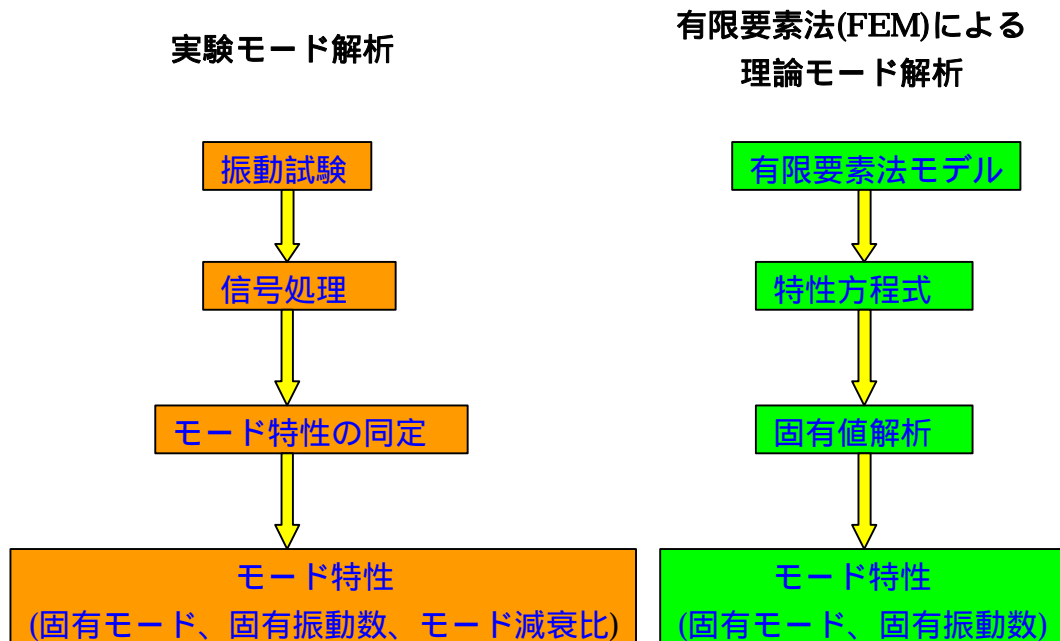 実験モード解析
振動試験
信号処理
モード特性の同定
モード特性
(固有モード、固有振動数、モード減衰比)
有限要素法(FEM)による
理論モード解析
有限要素法モデル
特性方程式
固有値解析
モード特性
(固有モード、固有振動数)